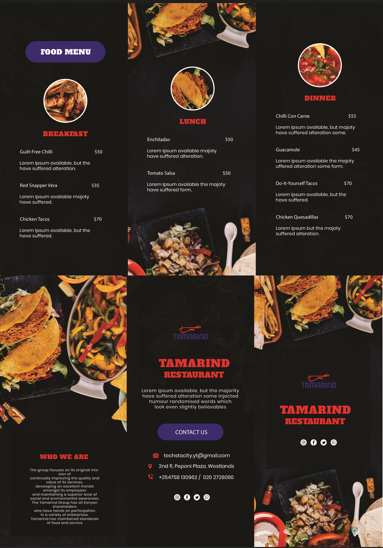 FOOD MENU
BREAKFAST
Guilt-Free Chilli $50
Lorem Ipsum available, but the
have suffered alteration.
Red Snapper Vera $35
Lorem Ipsum available majoty
have suffered.
Chicken Tacos $70
Lorem Ipsum available, but the
have suffered.
LUNCH
Enchiladas $50
Lorem Ipsum available majoty
have suffered alteration.
Tomato Salsa $50
Lorem Ipsum available the majoty
have suffered form.
DINNER
Chilli Con Carne $55
Lorem Ipsum available, but majoty
have suffered alteration some.
Guacamole $45
Lorem Ipsum available the majoty
uffered alteration some form.
Do-It-Yourself Tacos $70
Lorem Ipsum available, but the
have suffered.
Chicken Quesadillas $70
Lorem Ipsum but the majoty
suffered alteration.
WHO WE ARE
The group focuses on its original mis-
sion of
continually improving the quality and
value of its services,
developing an excellent morale
amongst its employees
and maintaining a superior level of
social and environmental awareness.
The Tamarind Group has all Kenyan
shareholders
who have hands on participation
in a variety of enterprises.
Tamarind has maintained standards
of food and service
TAMARIND
TAMARIND
RESTAURANT
Lorem Ipsum available, but the majority
have suffered alteration some injected
humour randomised words which
look even slightly believables
CONTACT US
techstacity.yt@gmail.com
2nd fl, Pepani Plaza, Westlands
+254758 130962 / 020 2728090
TAMARIND
TAMARIND
RESTAURANT